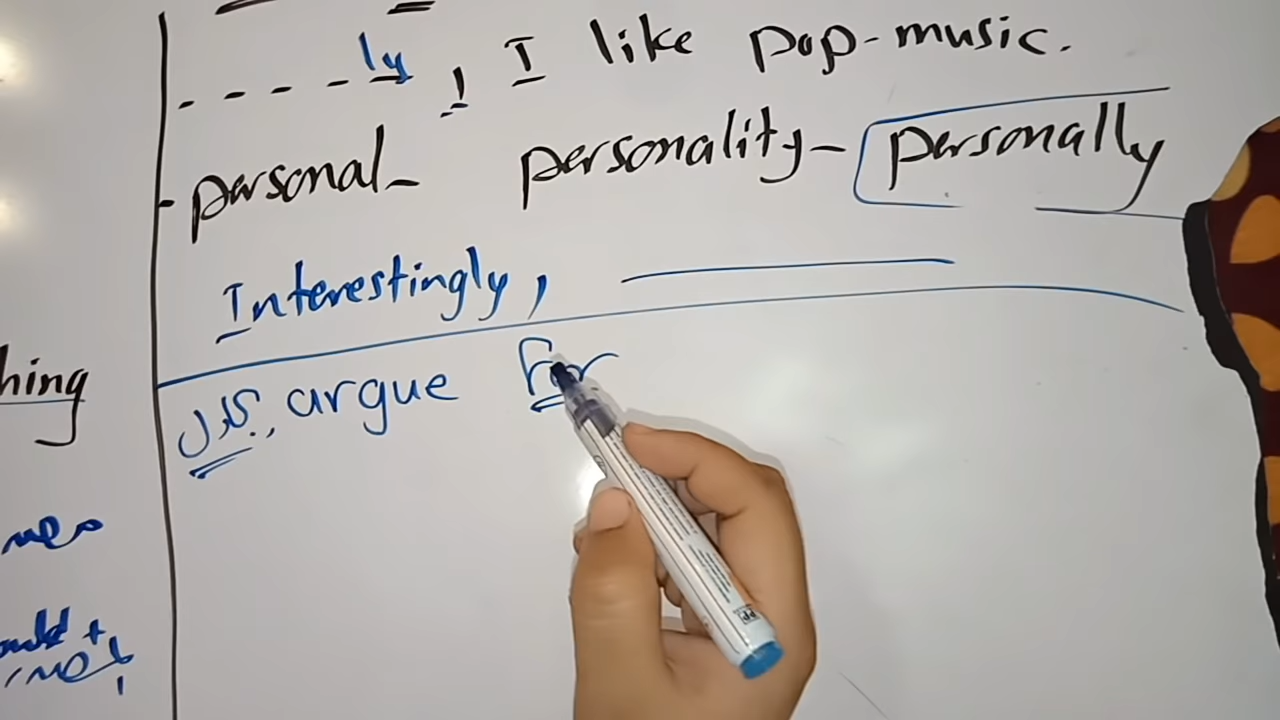 -----ly, I like pop-music.
personal- personality- personally
Interestingly,
argue for
hing